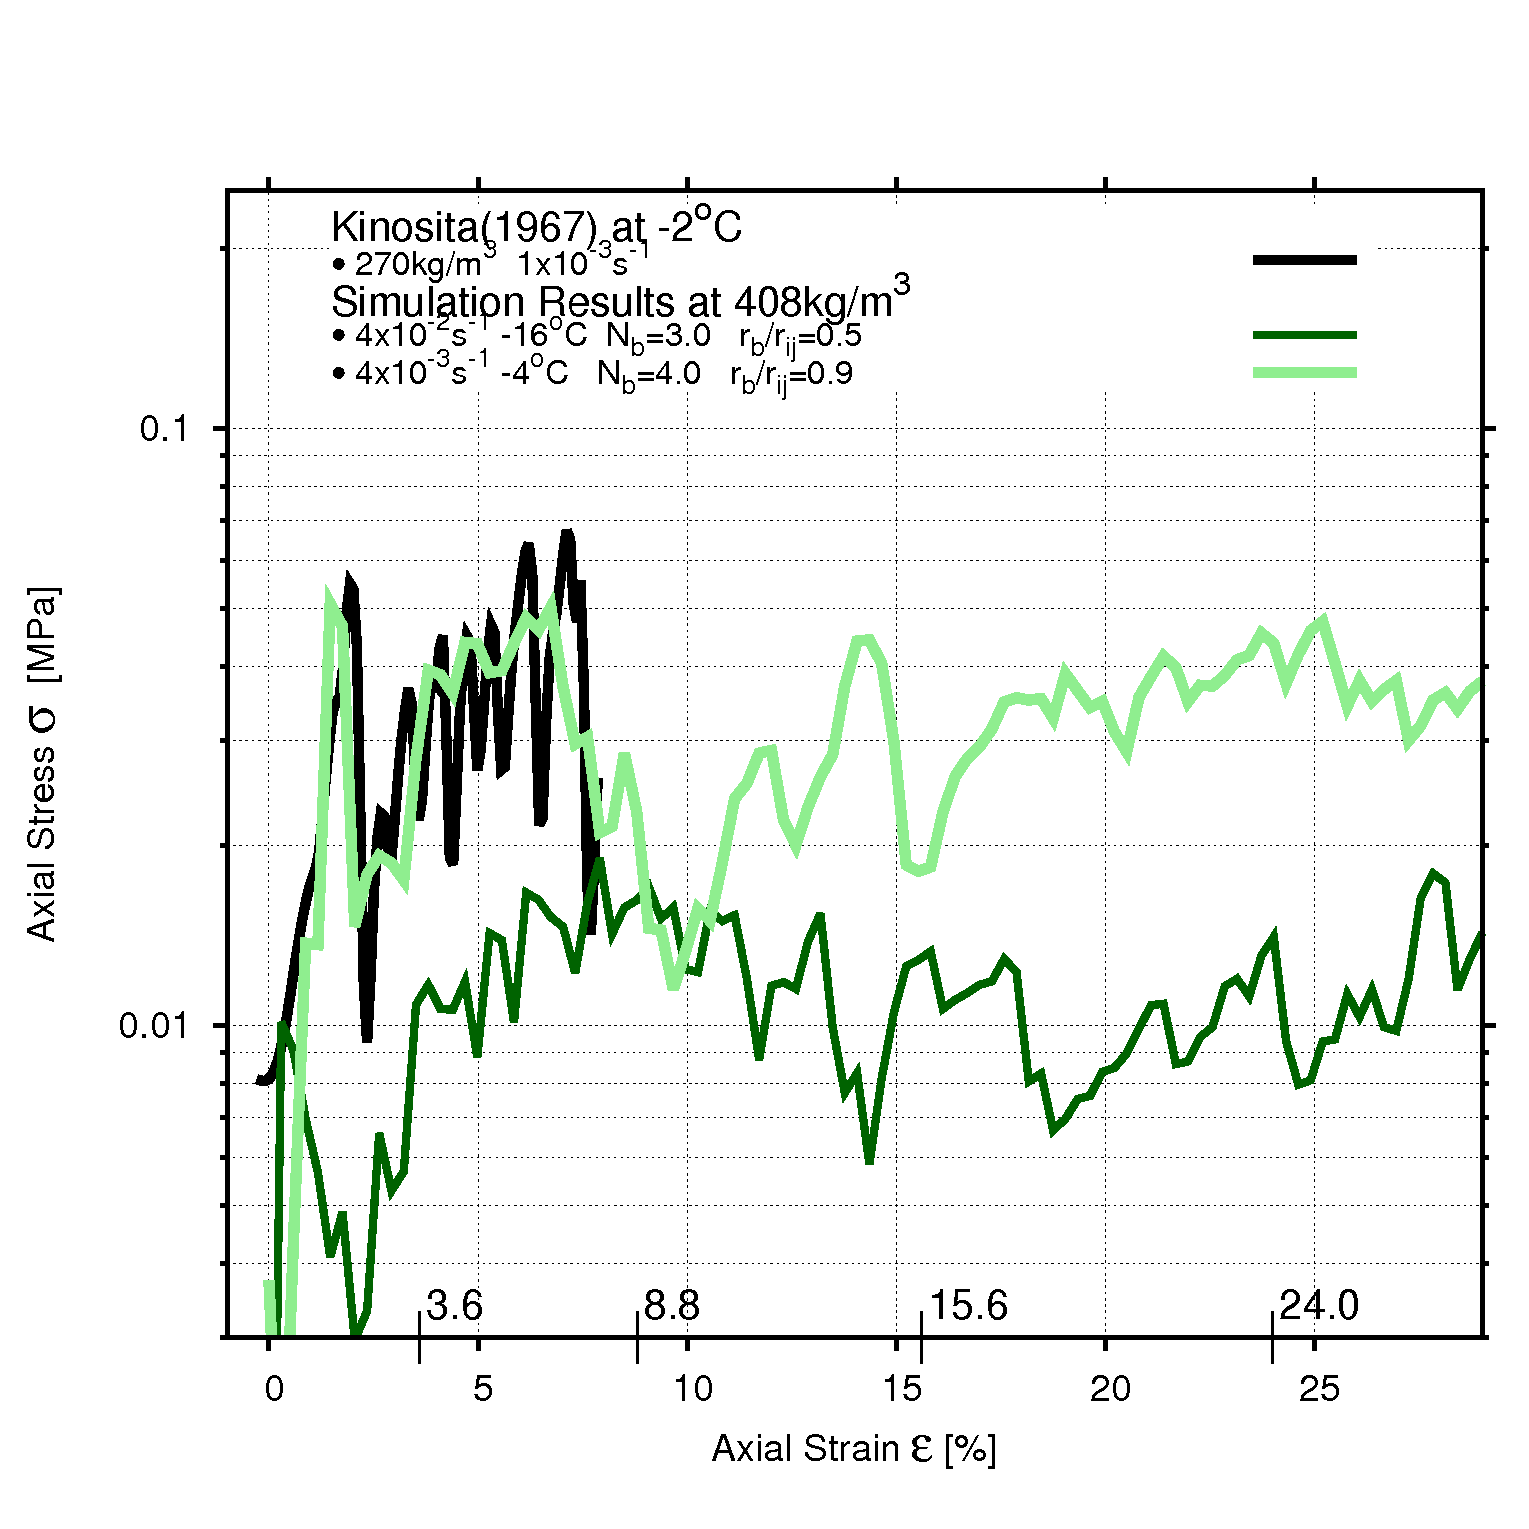 Kinosita(1967) at -2°C
• 270kg/m³ 1x10⁻³s⁻¹
Simulation Results at 408kg/m³
• 4x10⁻²s⁻¹ -16°C N_b=3.0 r_b/r_ij=0.5
• 4x10⁻³s⁻¹ -4°C N_b=4.0 r_b/r_ij=0.9
0.1
0.01
Axial Stress σ [MPa]
3.6 8.8 15.6 24.0
0 5 10 15 20 25
Axial Strain ε [%]